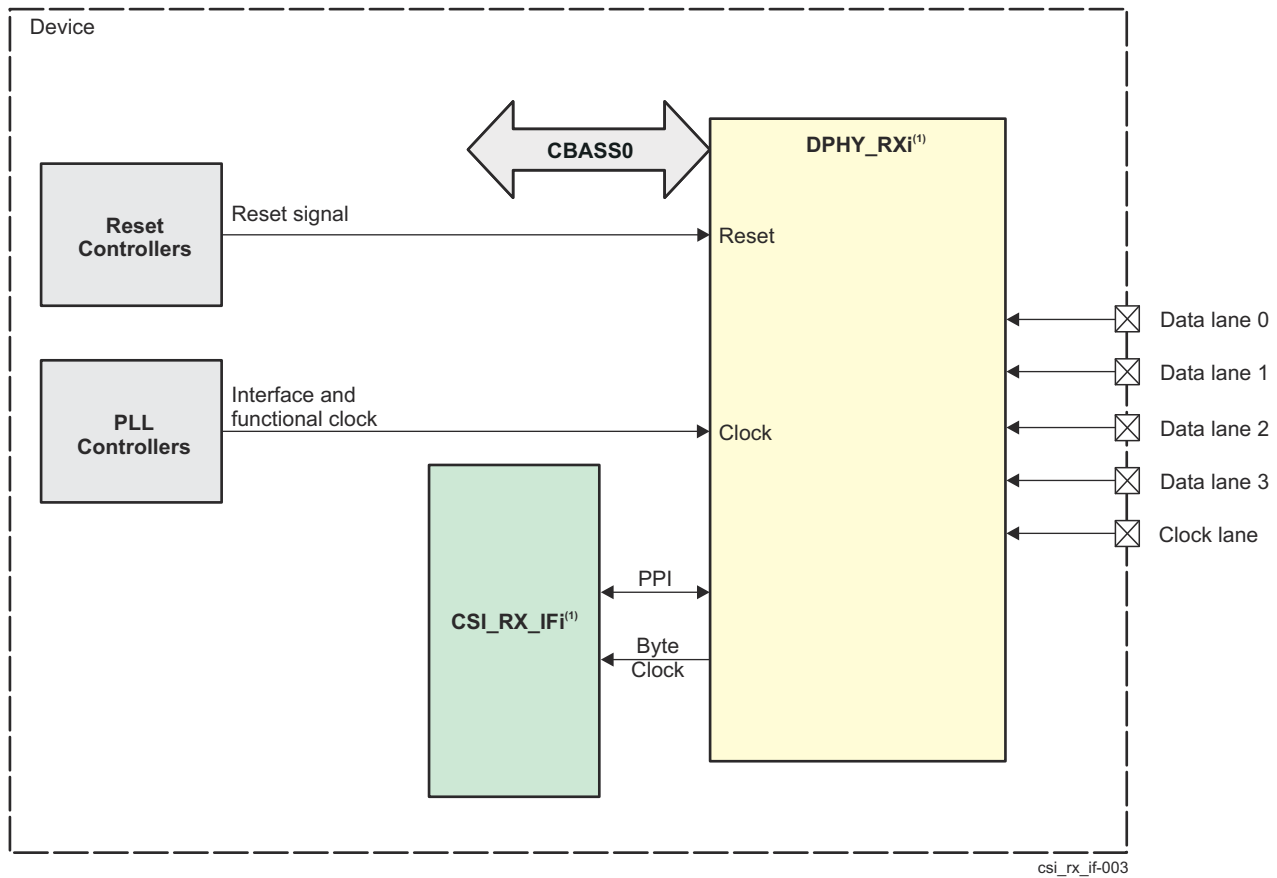 Device
CBASS0
DPHY_RXi(1)
Reset
Controllers
Reset signal
Reset
Data lane 0
Data lane 1
Data lane 2
Data lane 3
Clock lane
PLL
Controllers
Interface and
functional clock
Clock
CSI_RX_IFi(1)
PPI
Byte
Clock
csi_rx_if-003